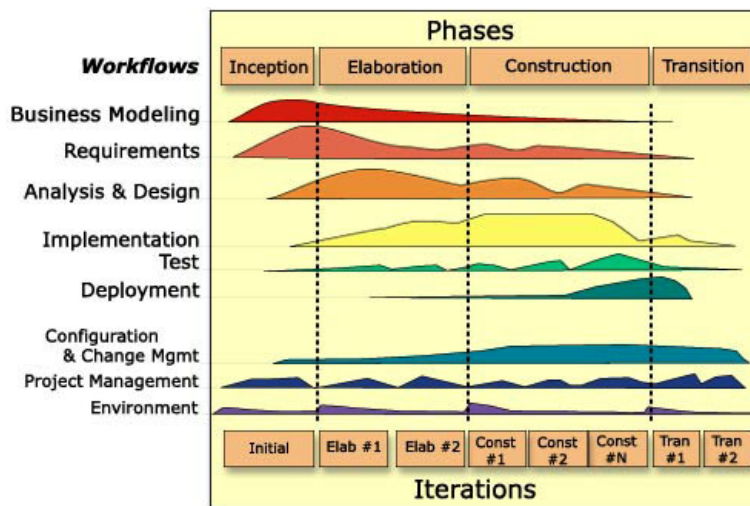 Phases
Workflows
Inception
Elaboration
Construction
Transition
Business Modeling
Requirements
Analysis & Design
Implementation
Test
Deployment
Configuration
& Change Mgmt
Project Management
Environment
Initial
Elab #1
Elab #2
Const
#1
Const
#2
Const
#N
Tran
#1
Tran
#2
Iterations